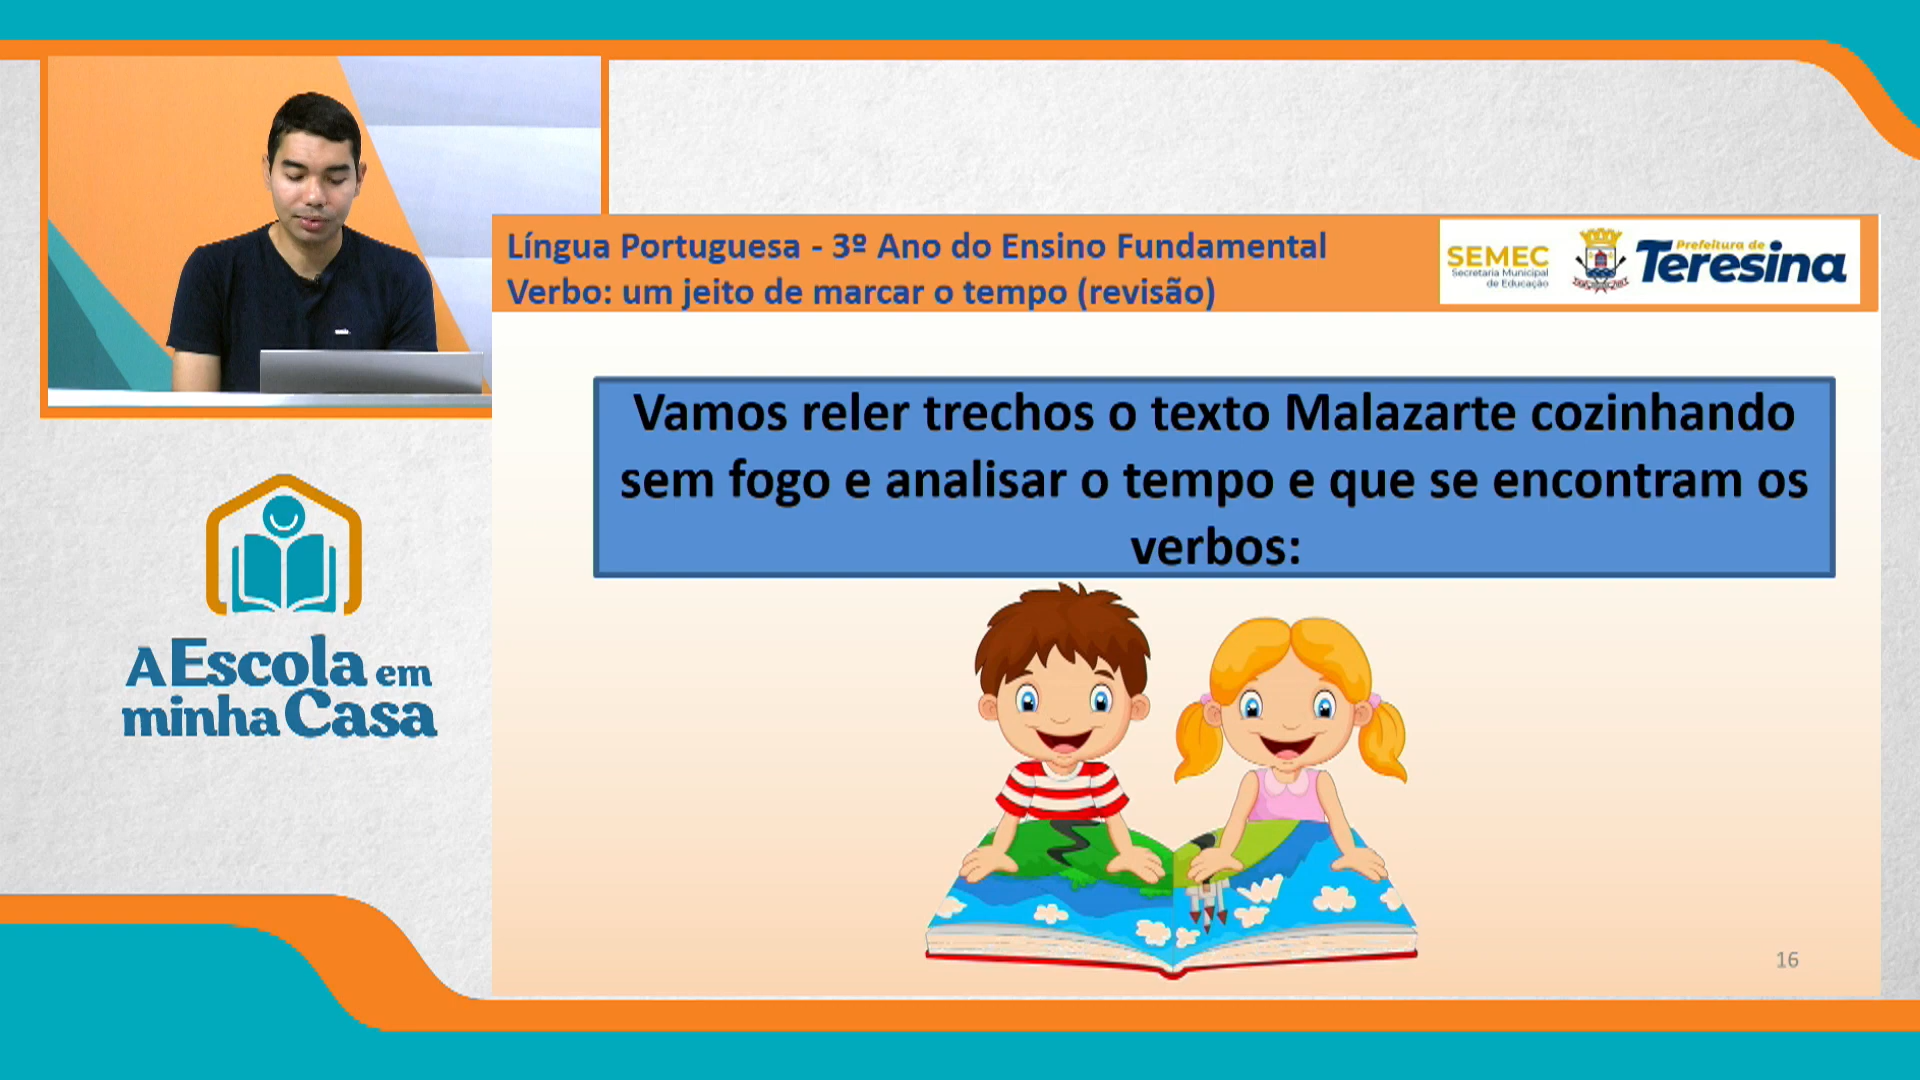 Língua Portuguesa - 3º Ano do Ensino Fundamental
Verbo: um jeito de marcar o tempo (revisão)
SEMEC
Secretaria Municipal
de Educação
Prefeitura de
Teresina
Vamos reler trechos o texto Malazarte cozinhando
sem fogo e analisar o tempo e que se encontram os
verbos:
A Escola em
minha Casa
16